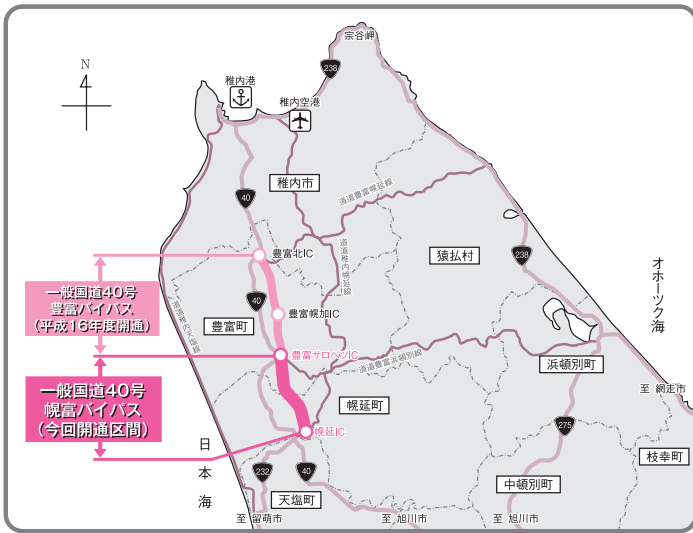 宗谷岬
N
238
稚内港
稚内空港
40
稚内市
道道豊富幌延線
道道稚内幌延線
猿払村
238
豊富北IC
オホーツク海
一般国道40号
豊富バイパス
(平成16年度開通)
道道稚内天塩線
40
豊富幌加IC
豊富町
豊富サロベツIC
道道豊富浜頓別線
浜頓別町
至 網走市
一般国道40号
幌富バイパス
(今回開通区間)
幌延町
幌延IC
275
日本海
枝幸町
232
40
中頓別町
天塩町
至 留萌市
至 旭川市
至 旭川市